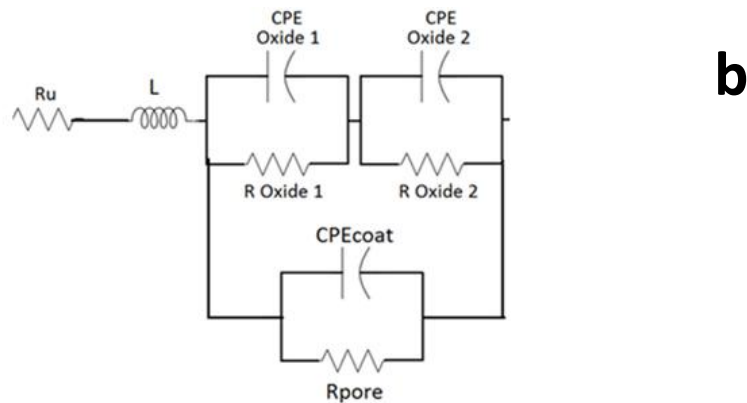 CPE
Oxide 1
CPE
Oxide 2
b
Ru
L
R Oxide 1
R Oxide 2
CPEcoat
Rpore